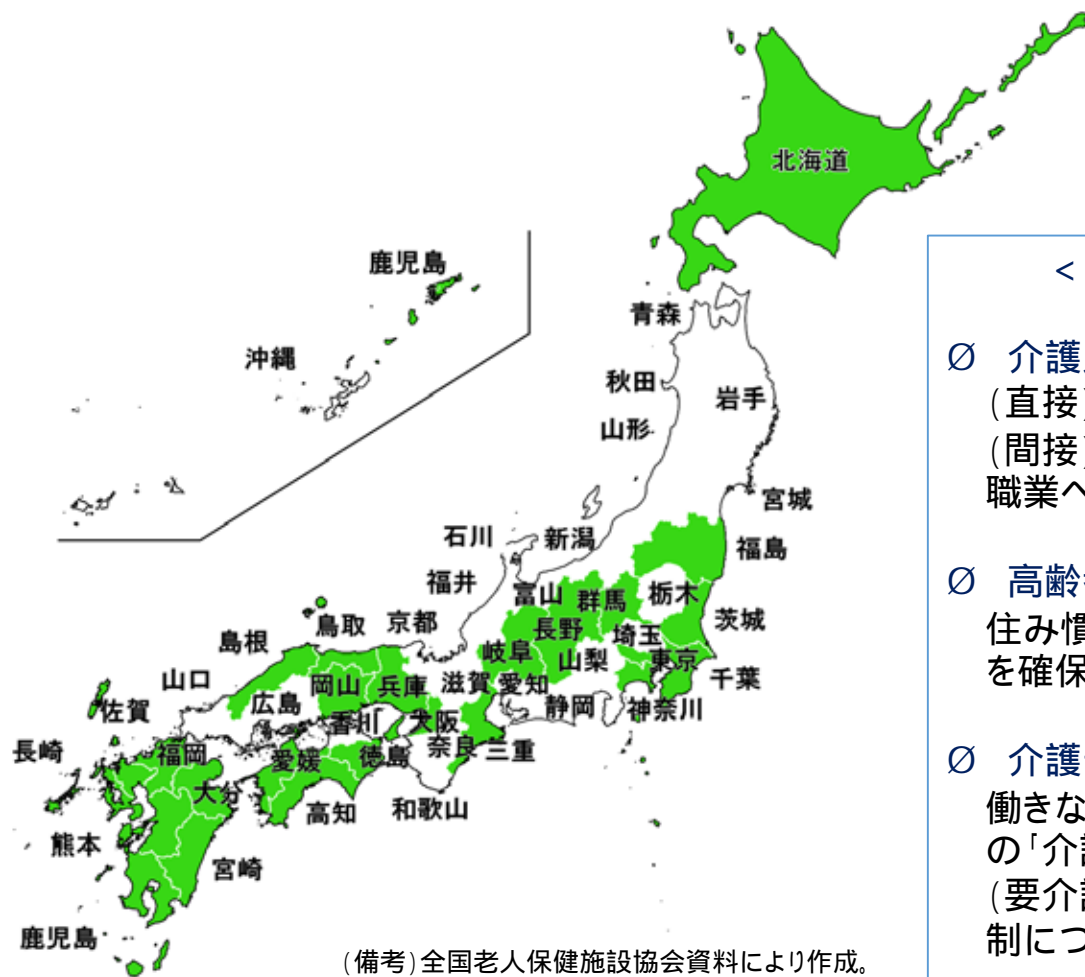 北海道
鹿児島
沖縄
青森
秋田
岩手
山形
宮城
石川
新潟
福島
福井
富山
群馬
栃木
島根
鳥取
京都
長野
埼玉
茨城
岐阜
山梨
東京
千葉
山口
岡山
兵庫
滋賀
愛知
静岡
神奈川
佐賀
広島
香川
大阪
奈良
三重
長崎
福岡
愛媛
徳島
大分
高知
和歌山
熊本
宮崎
鹿児島
(備考)全国老人保健施設協会資料により作成。
<
Ø 介護
(直接)
(間接)
職業へ
Ø 高齢
住み慣
を確保
Ø 介護
働きな
の「介
(要介
制につ